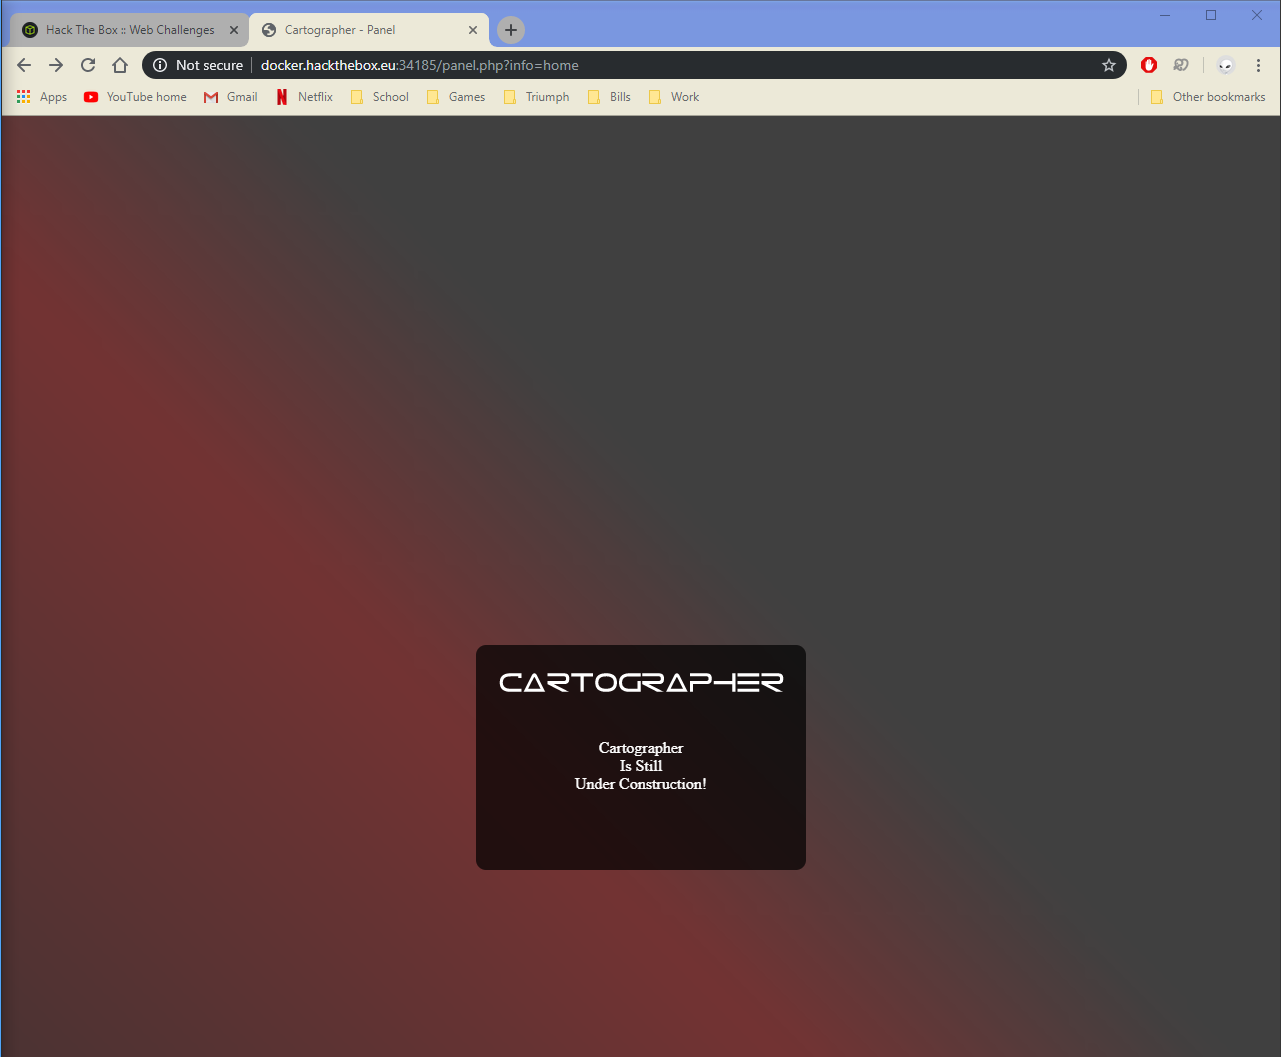 Hack The Box :: Web Challenges
Cartographer - Panel
Not secure
docker.hackthebox.eu:34185/panel.php?info=home
Apps
YouTube home
Gmail
Netflix
School
Games
Triumph
Bills
Work
Other bookmarks
CARTOGRAPHER
Cartographer
Is Still
Under Construction!